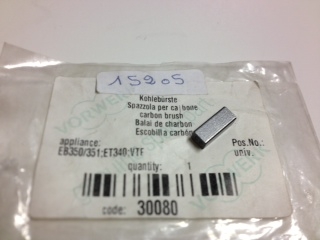 15205
Kohlebürste
Spazzola per carbone
carbon brush
Balai de charbon
Escobilla carbón
appliance: Pos.No.:
EB350/351;ET340;VTF univ.
quantity: 1
code: 30080
VORWERK